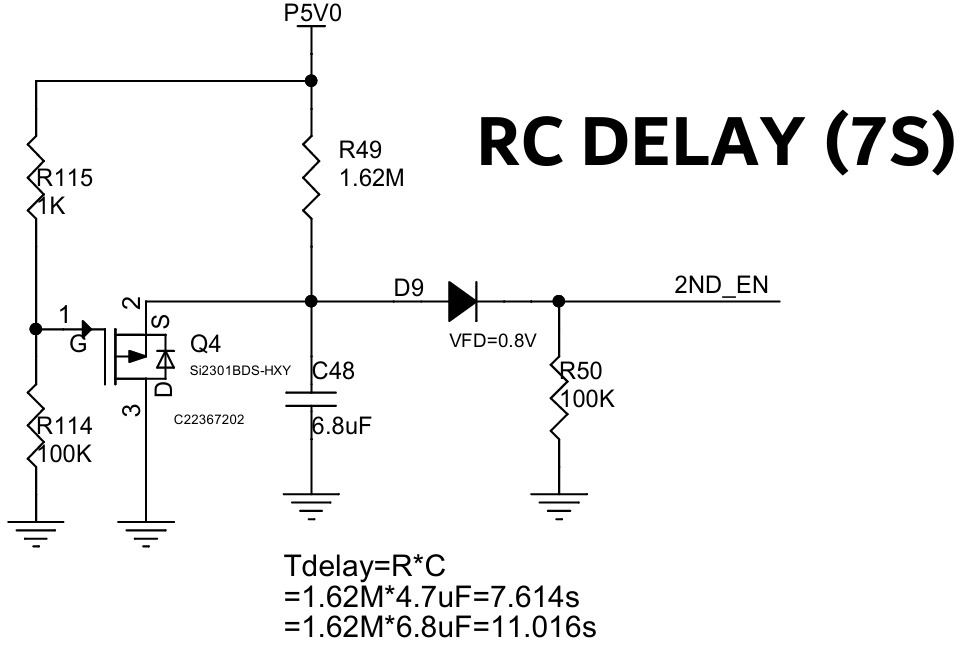 P5V0
RC DELAY (7S)
R49
1.62M
R115
1K
D9
2ND_EN
VFD=0.8V
1
G
2
S
D
3
Q4
Si2301BDS-HXY
C22367202
C48
6.8uF
R50
100K
R114
100K
Tdelay=R*C
=1.62M*4.7uF=7.614s
=1.62M*6.8uF=11.016s